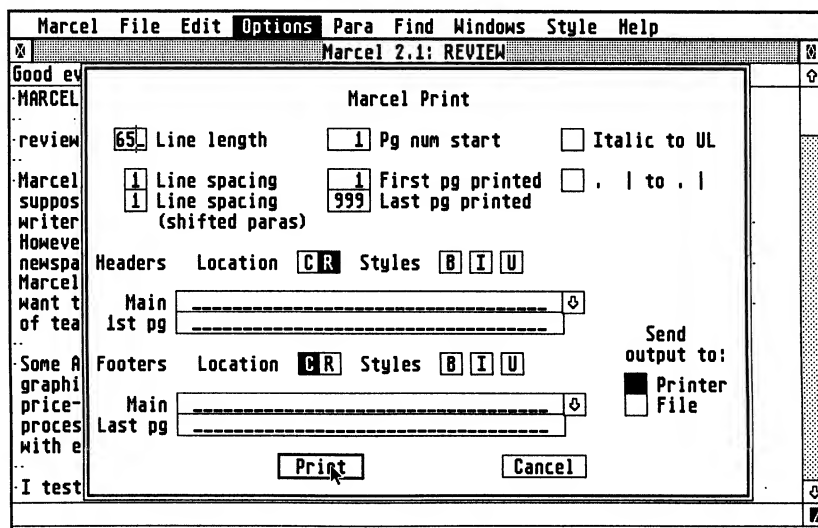 Marcel File Edit Options Para Find Windows Style Help
Marcel 2.1: REVIEW
Good ev
MARCEL
Marcel Print
review
65_ Line length 1 Pg num start Italic to UL
Marcel
1 Line spacing 1 First pg printed . | to . |
suppos
1 Line spacing 999 Last pg printed
writer
(shifted paras)
Howeve
newspa
Headers Location C R Styles B I U
Marcel
want t
Main
of tea
1st pg
Send
output to:
Some A
Footers Location C R Styles B I U
graphi
Printer
price-
Main
File
proces
Last pg
with e
Print Cancel
I test